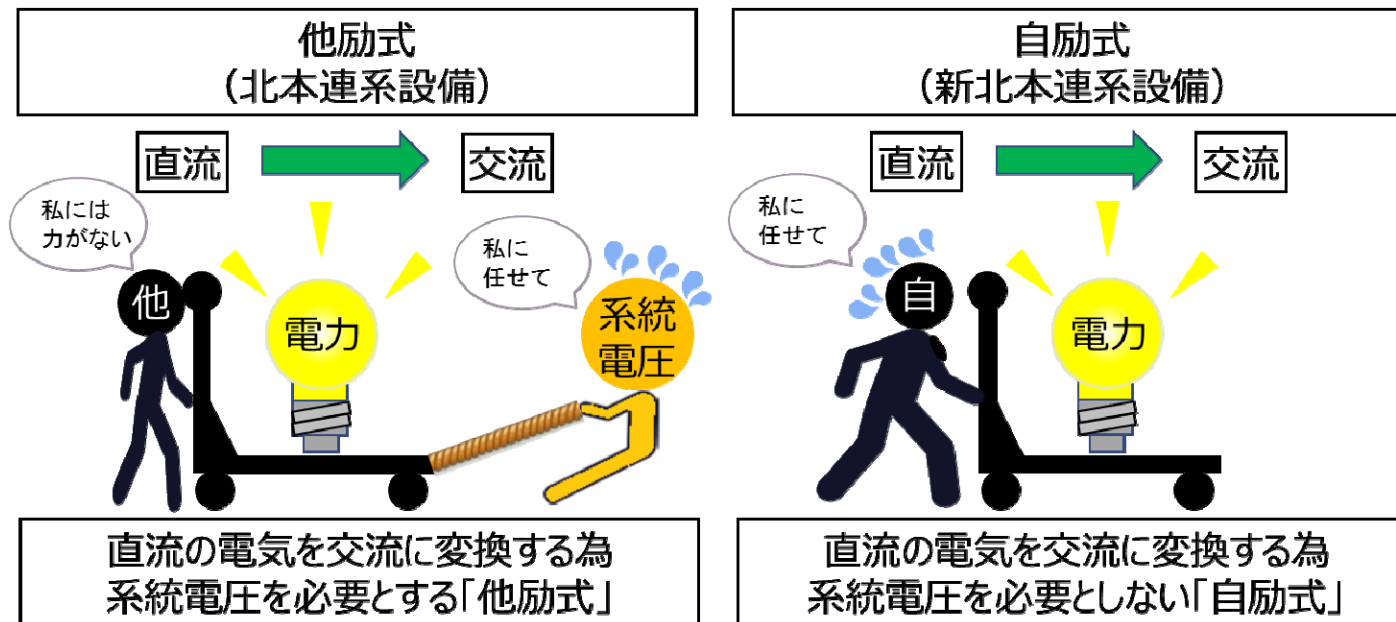 他励式
（北本連系設備）
直流
交流
私には
力がない
私に
任せて
他
電力
系統
電圧
直流の電気を交流に変換する為
系統電圧を必要とする「他励式」
自励式
（新北本連系設備）
直流
交流
私に
任せて
自
電力
直流の電気を交流に変換する為
系統電圧を必要としない「自励式」